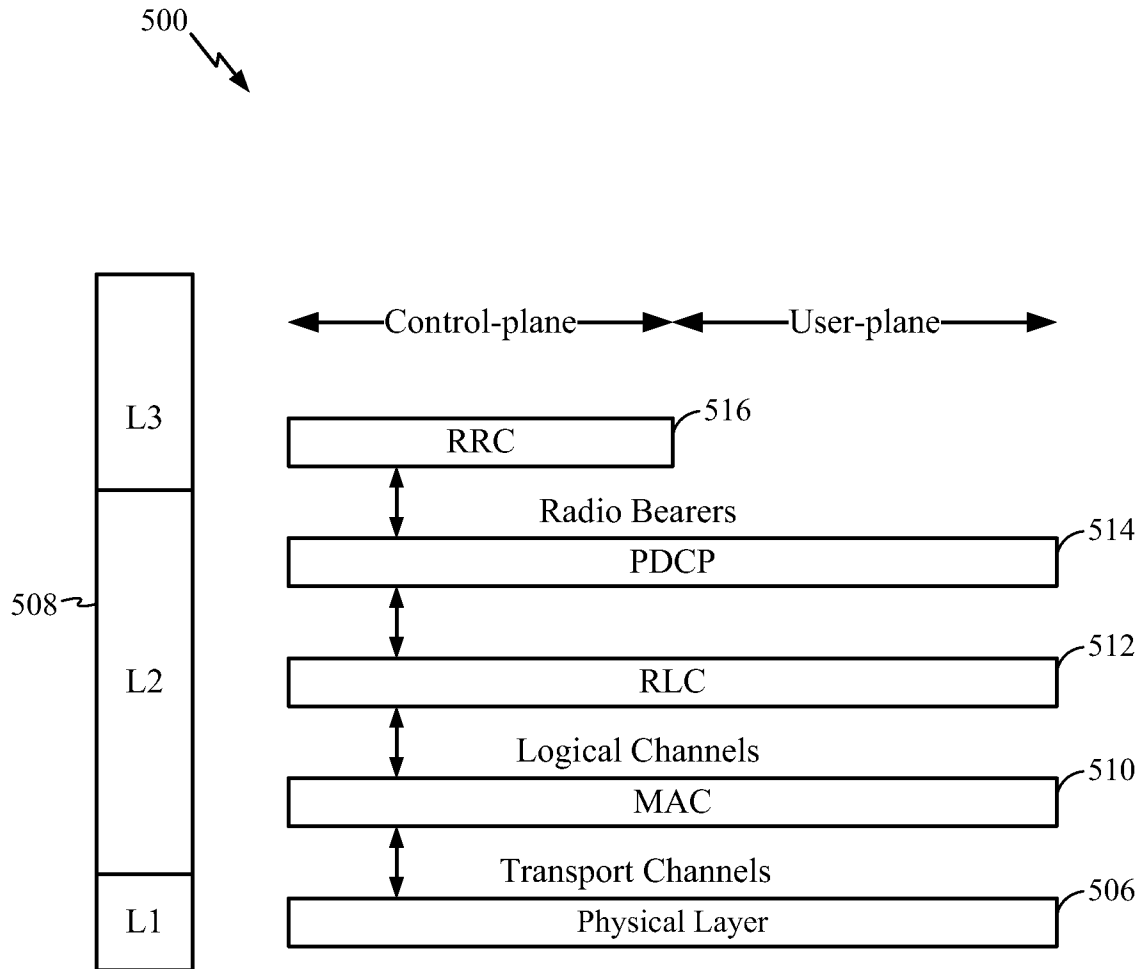 500
Control-plane User-plane
L3
RRC
516
Radio Bearers
514
PDCP
508
512
L2
RLC
Logical Channels
510
MAC
Transport Channels
506
L1
Physical Layer